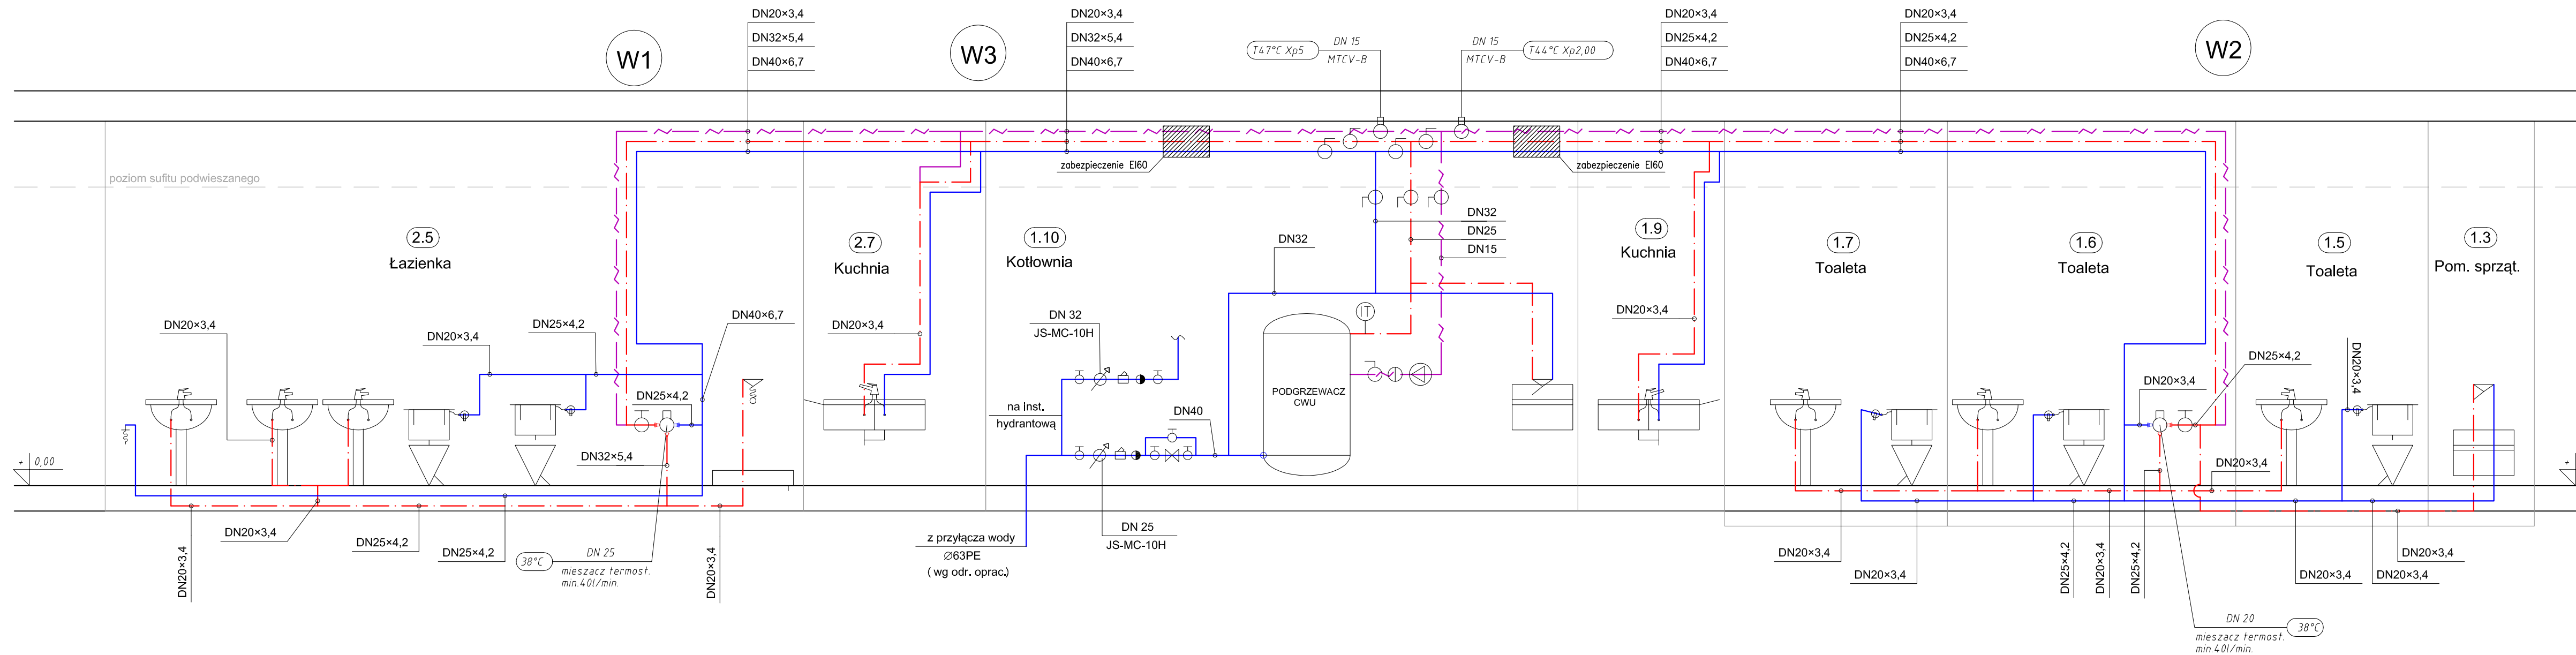 W1
DN20×3,4
DN32×5,4
DN40×6,7
W3
DN20×3,4
DN32×5,4
DN40×6,7
T47°C Xp5
DN 15
MTCV-B
DN 15
MTCV-B
T44°C Xp2,00
DN20×3,4
DN25×4,2
DN40×6,7
DN20×3,4
DN25×4,2
DN40×6,7
W2
zabezpieczenie EI60
zabezpieczenie EI60
poziom sufitu podwieszanego
2.5
Łazienka
2.7
Kuchnia
1.10
Kotłownia
DN32
DN32
DN25
DN15
1.9
Kuchnia
1.7
Toaleta
1.6
Toaleta
1.5
Toaleta
1.3
Pom. sprząt.
DN20×3,4
DN20×3,4
DN25×4,2
DN40×6,7
DN20×3,4
DN 32
JS-MC-10H
IT
DN20×3,4
DN20×3,4
DN25×4,2
DN25×4,2
DN20×3,4
PODGRZEWACZ
CWU
na inst.
hydrantową
DN40
+ 0,00
DN32×5,4
DN20×3,4
+
DN20×3,4
DN20×3,4
DN25×4,2
DN25×4,2
38°C
DN 25
mieszacz termost.
min.40l/min.
DN20×3,4
z przyłącza wody
Ø63PE
( wg odr. oprac.)
DN 25
JS-MC-10H
DN20×3,4
DN20×3,4
DN25×4,2
DN20×3,4
DN25×4,2
DN20×3,4
DN20×3,4
DN20×3,4
DN 20
38°C
mieszacz termost.
min.40l/min.